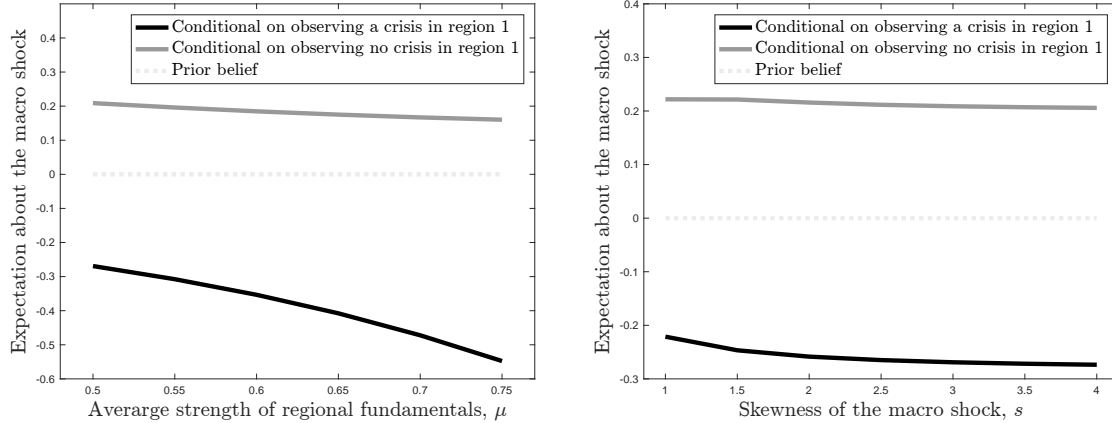 0.5
0.4
0.3
0.2
0.1
0
-0.1
-0.2
-0.3
-0.4
-0.5
-0.6
Expectation about the macro shock
Conditional on observing a crisis in region 1
Conditional on observing no crisis in region 1
Prior belief
0.5 0.55 0.6 0.65 0.7 0.75
Averarge strength of regional fundamentals, μ
0.4
0.3
0.2
0.1
0
-0.1
-0.2
-0.3
Expectation about the macro shock
Conditional on observing a crisis in region 1
Conditional on observing no crisis in region 1
Prior belief
1 1.5 2 2.5 3 3.5 4
Skewness of the macro shock, s